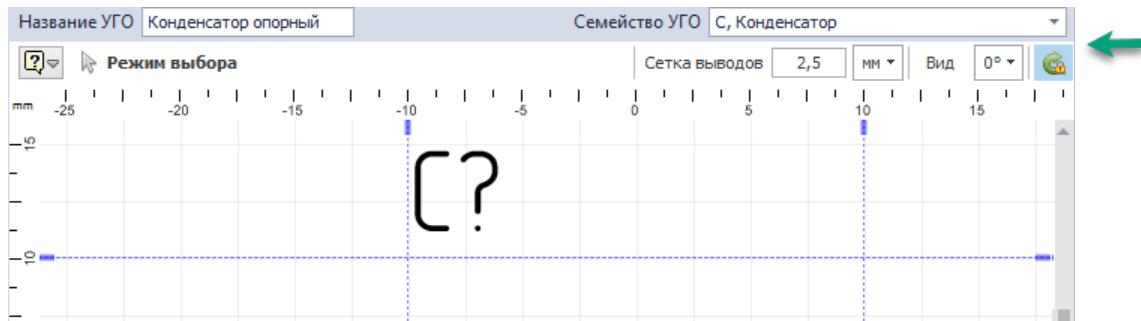 Название УГО Конденсатор опорный Семейство УГО C, Конденсатор
Режим выбора Сетка выводов 2,5 мм Вид 0°
mm -25 -20 -15 -10 -5 0 5 10 15
15
C?
10